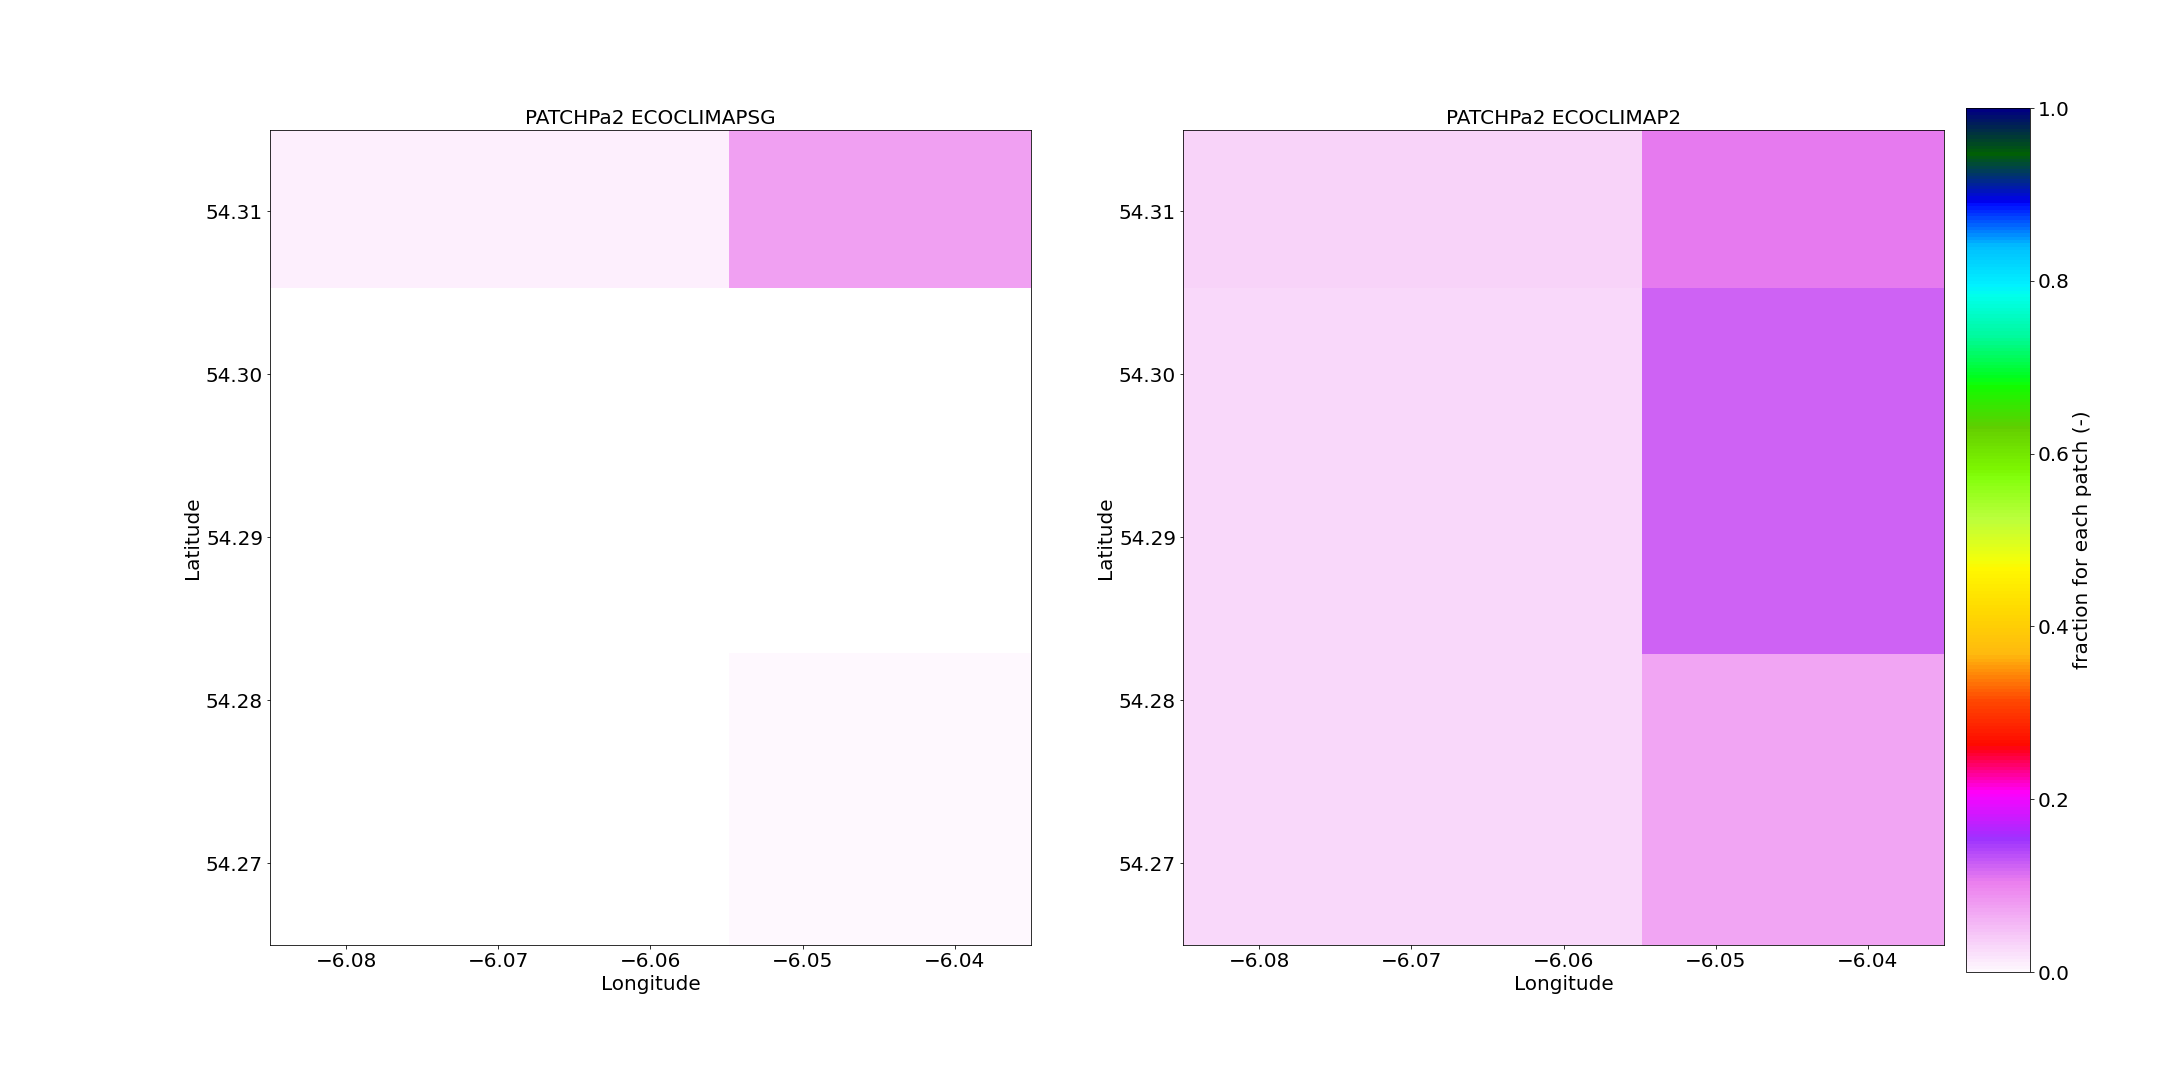 PATCHPa2 ECOCLIMAPSG
54.31
54.30
54.29
54.28
54.27
Latitude
−6.08 −6.07 −6.06 −6.05 −6.04
Longitude
PATCHPa2 ECOCLIMAP2
54.31
54.30
54.29
54.28
54.27
Latitude
−6.08 −6.07 −6.06 −6.05 −6.04
Longitude
1.0
0.8
0.6
0.4
0.2
0.0
fraction for each patch (-)